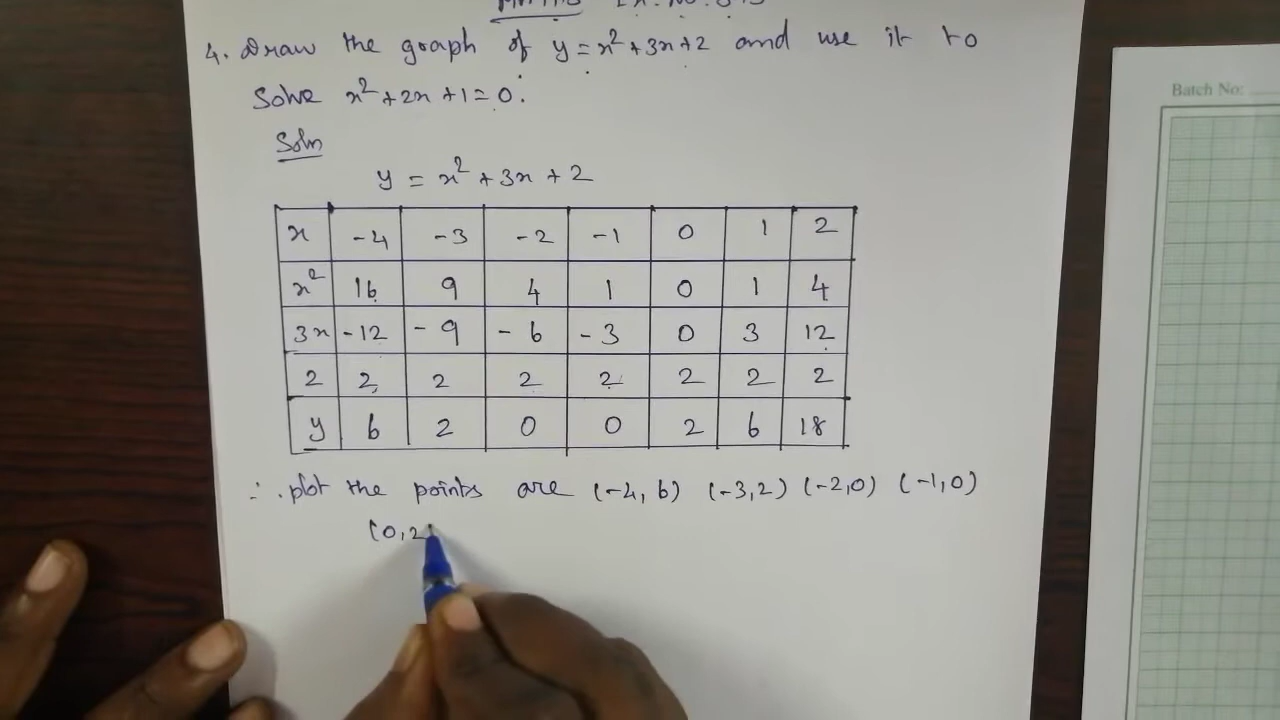 4. Draw the graph of y = x² + 3x + 2 and use it to
Solve x² + 2x + 1 = 0.
Soln
y = x² + 3x + 2
x -4 -3 -2 -1 0 1 2
x² 16 9 4 1 0 1 4
3x -12 -9 -6 -3 0 3 12
2 2 2 2 2 2 2 2
y 6 2 0 0 2 6 18
∴ plot the points are (-4, 6) (-3,2) (-2,0) (-1,0)
(0,2
Batch No: